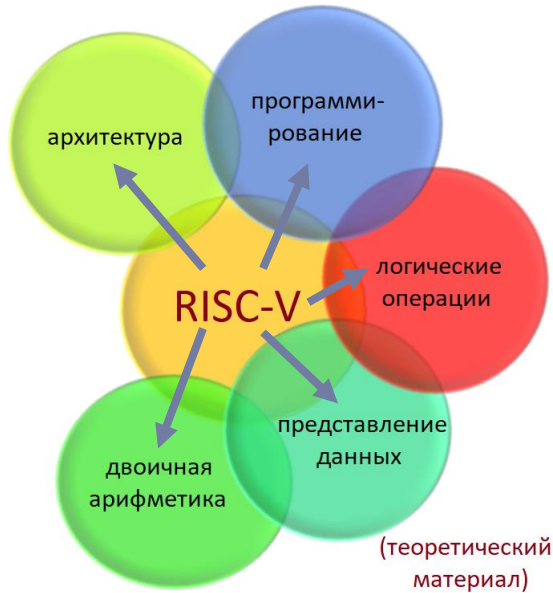 программи-
рование
архитектура
логические
операции
RISC-V
представление
данных
двоичная
арифметика
(теоретический
материал)